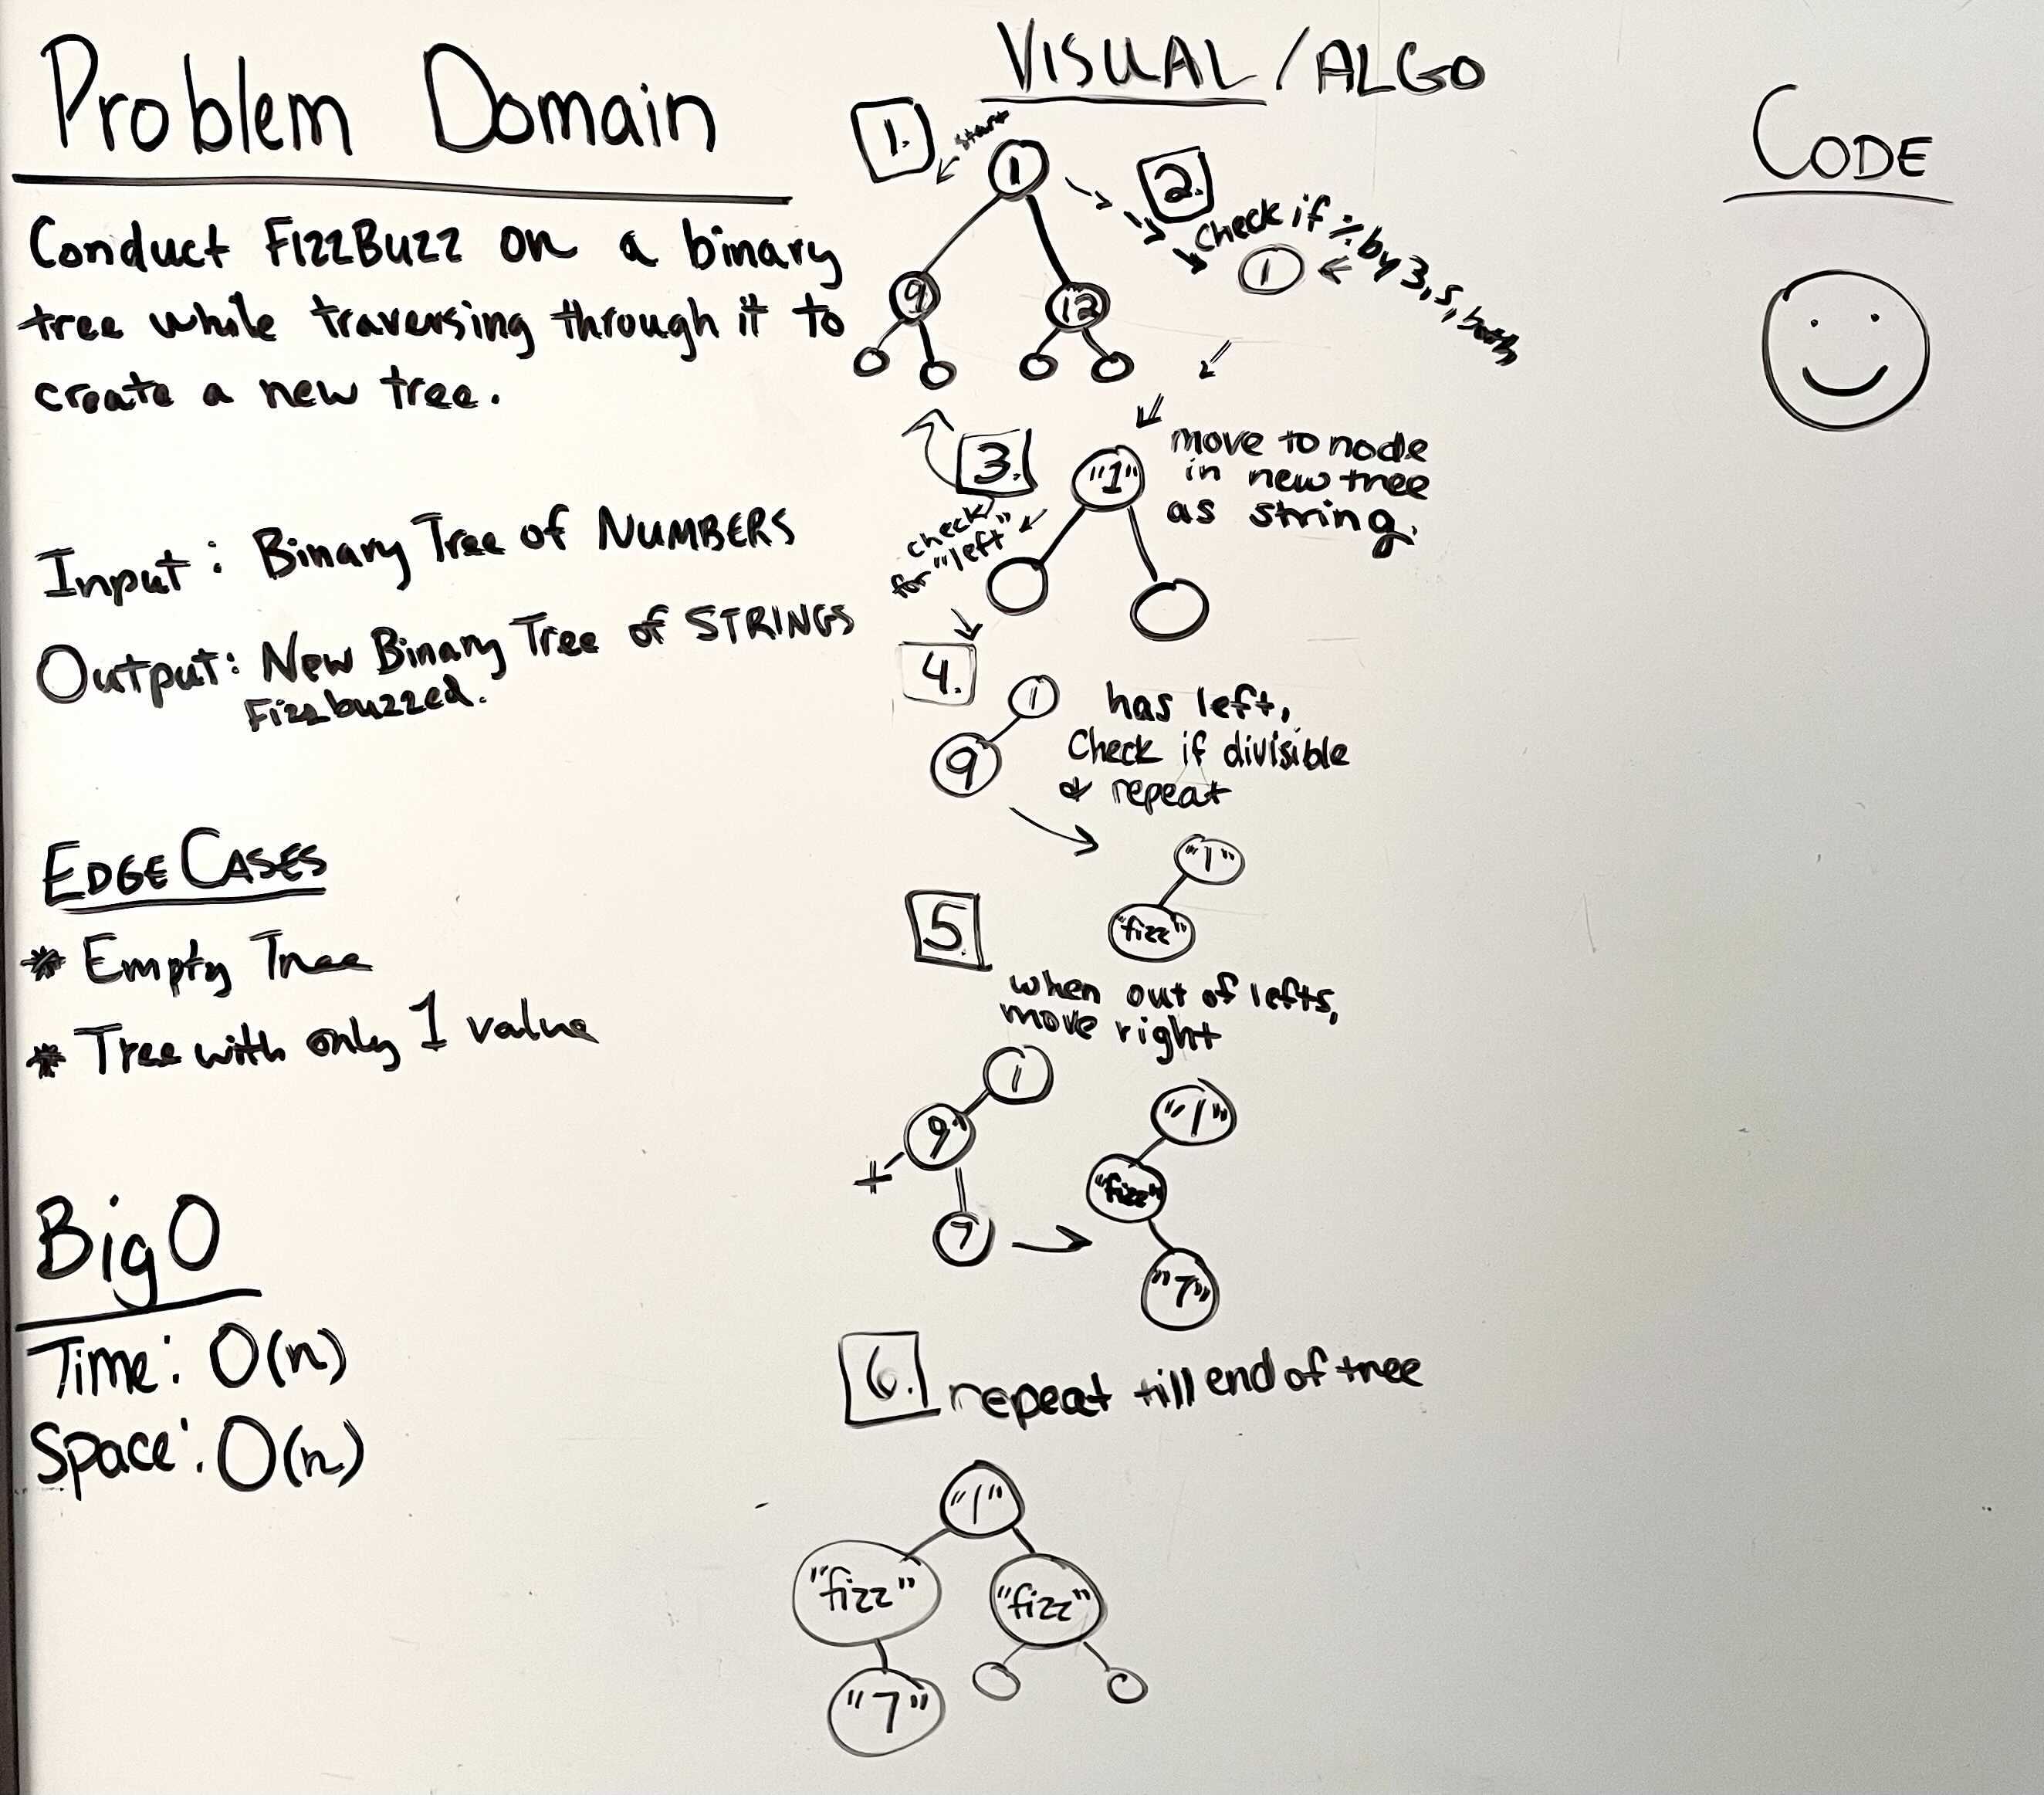 Problem Domain
Conduct FizzBuzz on a binary
tree while traversing through it to
create a new tree.
Input: Binary Tree of NUMBERS
Output: New Binary Tree of STRINGS
Fizzbuzzed.
EDGE CASES
* Empty Tree
* Tree with only 1 value
Big O
Time: O(n)
Space: O(n)
VISUAL/ALGO
1.
start
1
9
12
2.
Check if % by 3, 5, both
1
3.
check
for "left"
"1"
move to node
in new tree
as string.
4.
1
9
has left,
Check if divisible
& repeat
"1"
"fizz"
5.
when out of lefts,
move right
1
9
7
"1"
"fizz"
"7"
6.
repeat till end of tree
"1"
"fizz"
"fizz"
"7"
CODE